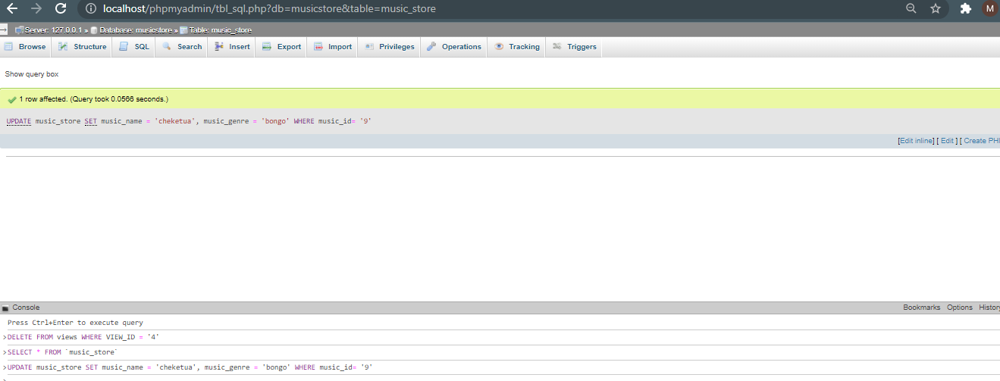 localhost/phpmyadmin/tbl_sql.php?db=musicstore&table=music_store M
Server: 127.0.0.1 » Database: musicstore » Table: music_store
Browse Structure SQL Search Insert Export Import Privileges Operations Tracking Triggers
Show query box
1 row affected. (Query took 0.0566 seconds.)
UPDATE music_store SET music_name = 'cheketua', music_genre = 'bongo' WHERE music_id= '9'
[Edit inline] [ Edit ] [ Create PH
Console Bookmarks Options History
Press Ctrl+Enter to execute query
>DELETE FROM views WHERE VIEW_ID = '4'
>SELECT * FROM `music_store`
>UPDATE music_store SET music_name = 'cheketua', music_genre = 'bongo' WHERE music_id= '9'
>